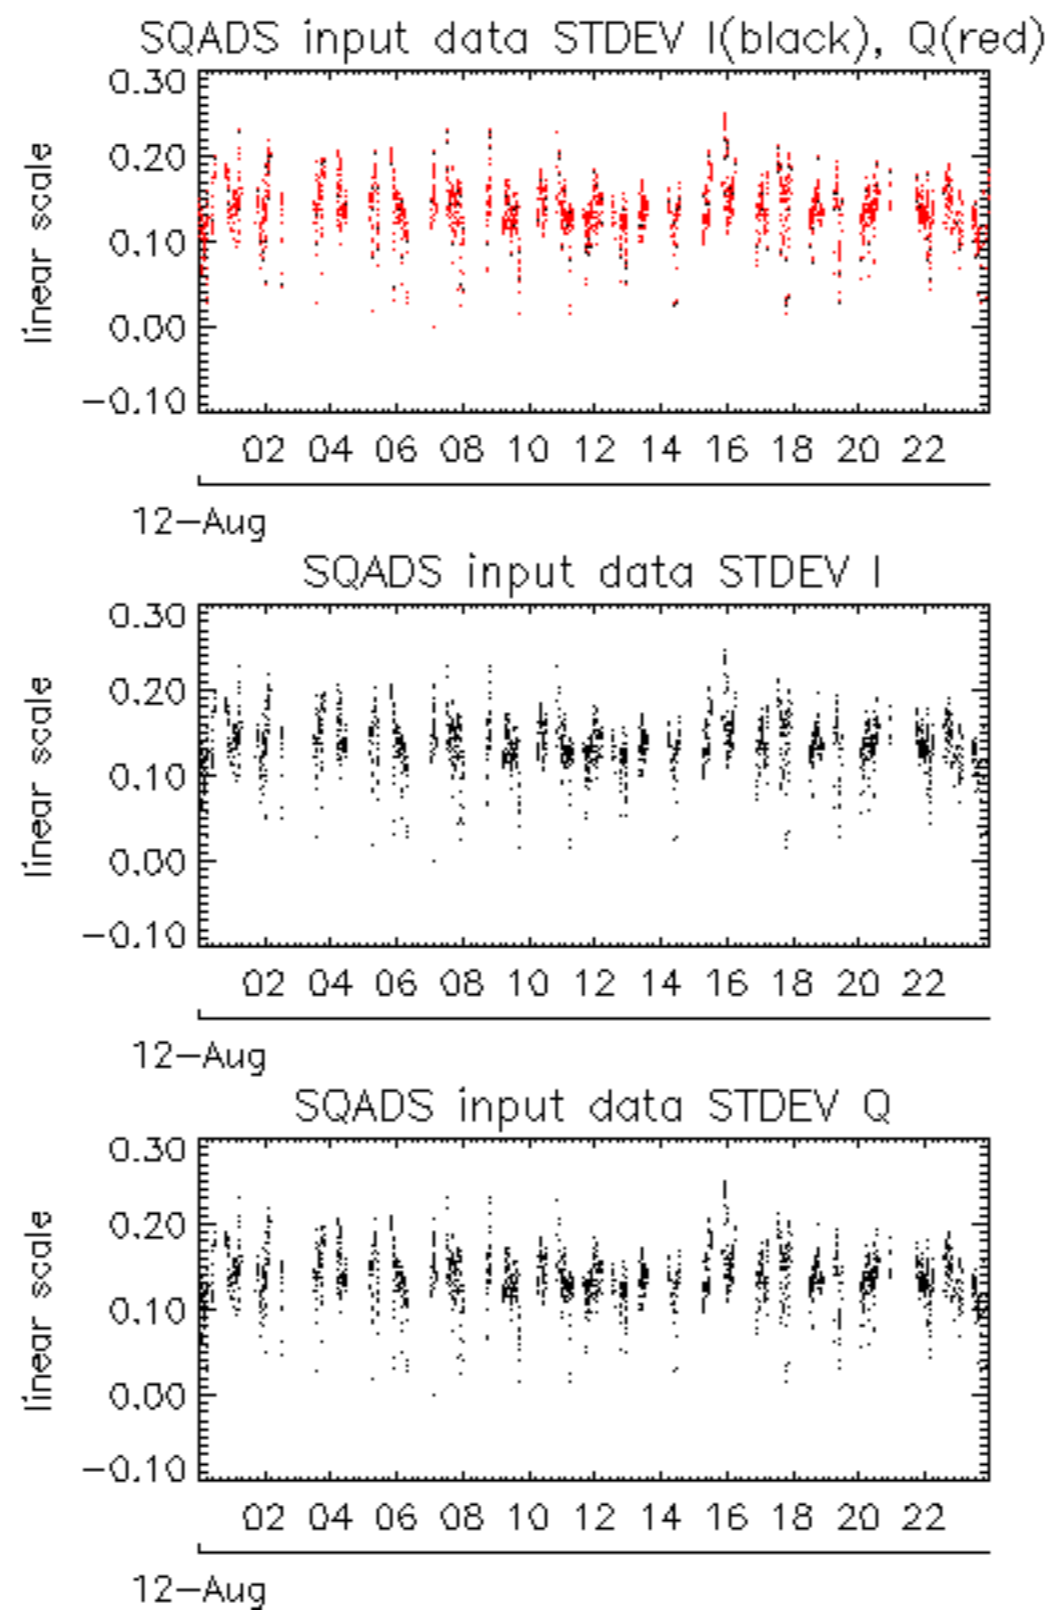 SQADS input data STDEV I(black), Q(red)
0.30
0.20
0.10
0.00
-0.10
linear scale
02 04 06 08 10 12 14 16 18 20 22
12-Aug
SQADS input data STDEV I
0.30
0.20
0.10
0.00
-0.10
linear scale
02 04 06 08 10 12 14 16 18 20 22
12-Aug
SQADS input data STDEV Q
0.30
0.20
0.10
0.00
-0.10
linear scale
02 04 06 08 10 12 14 16 18 20 22
12-Aug